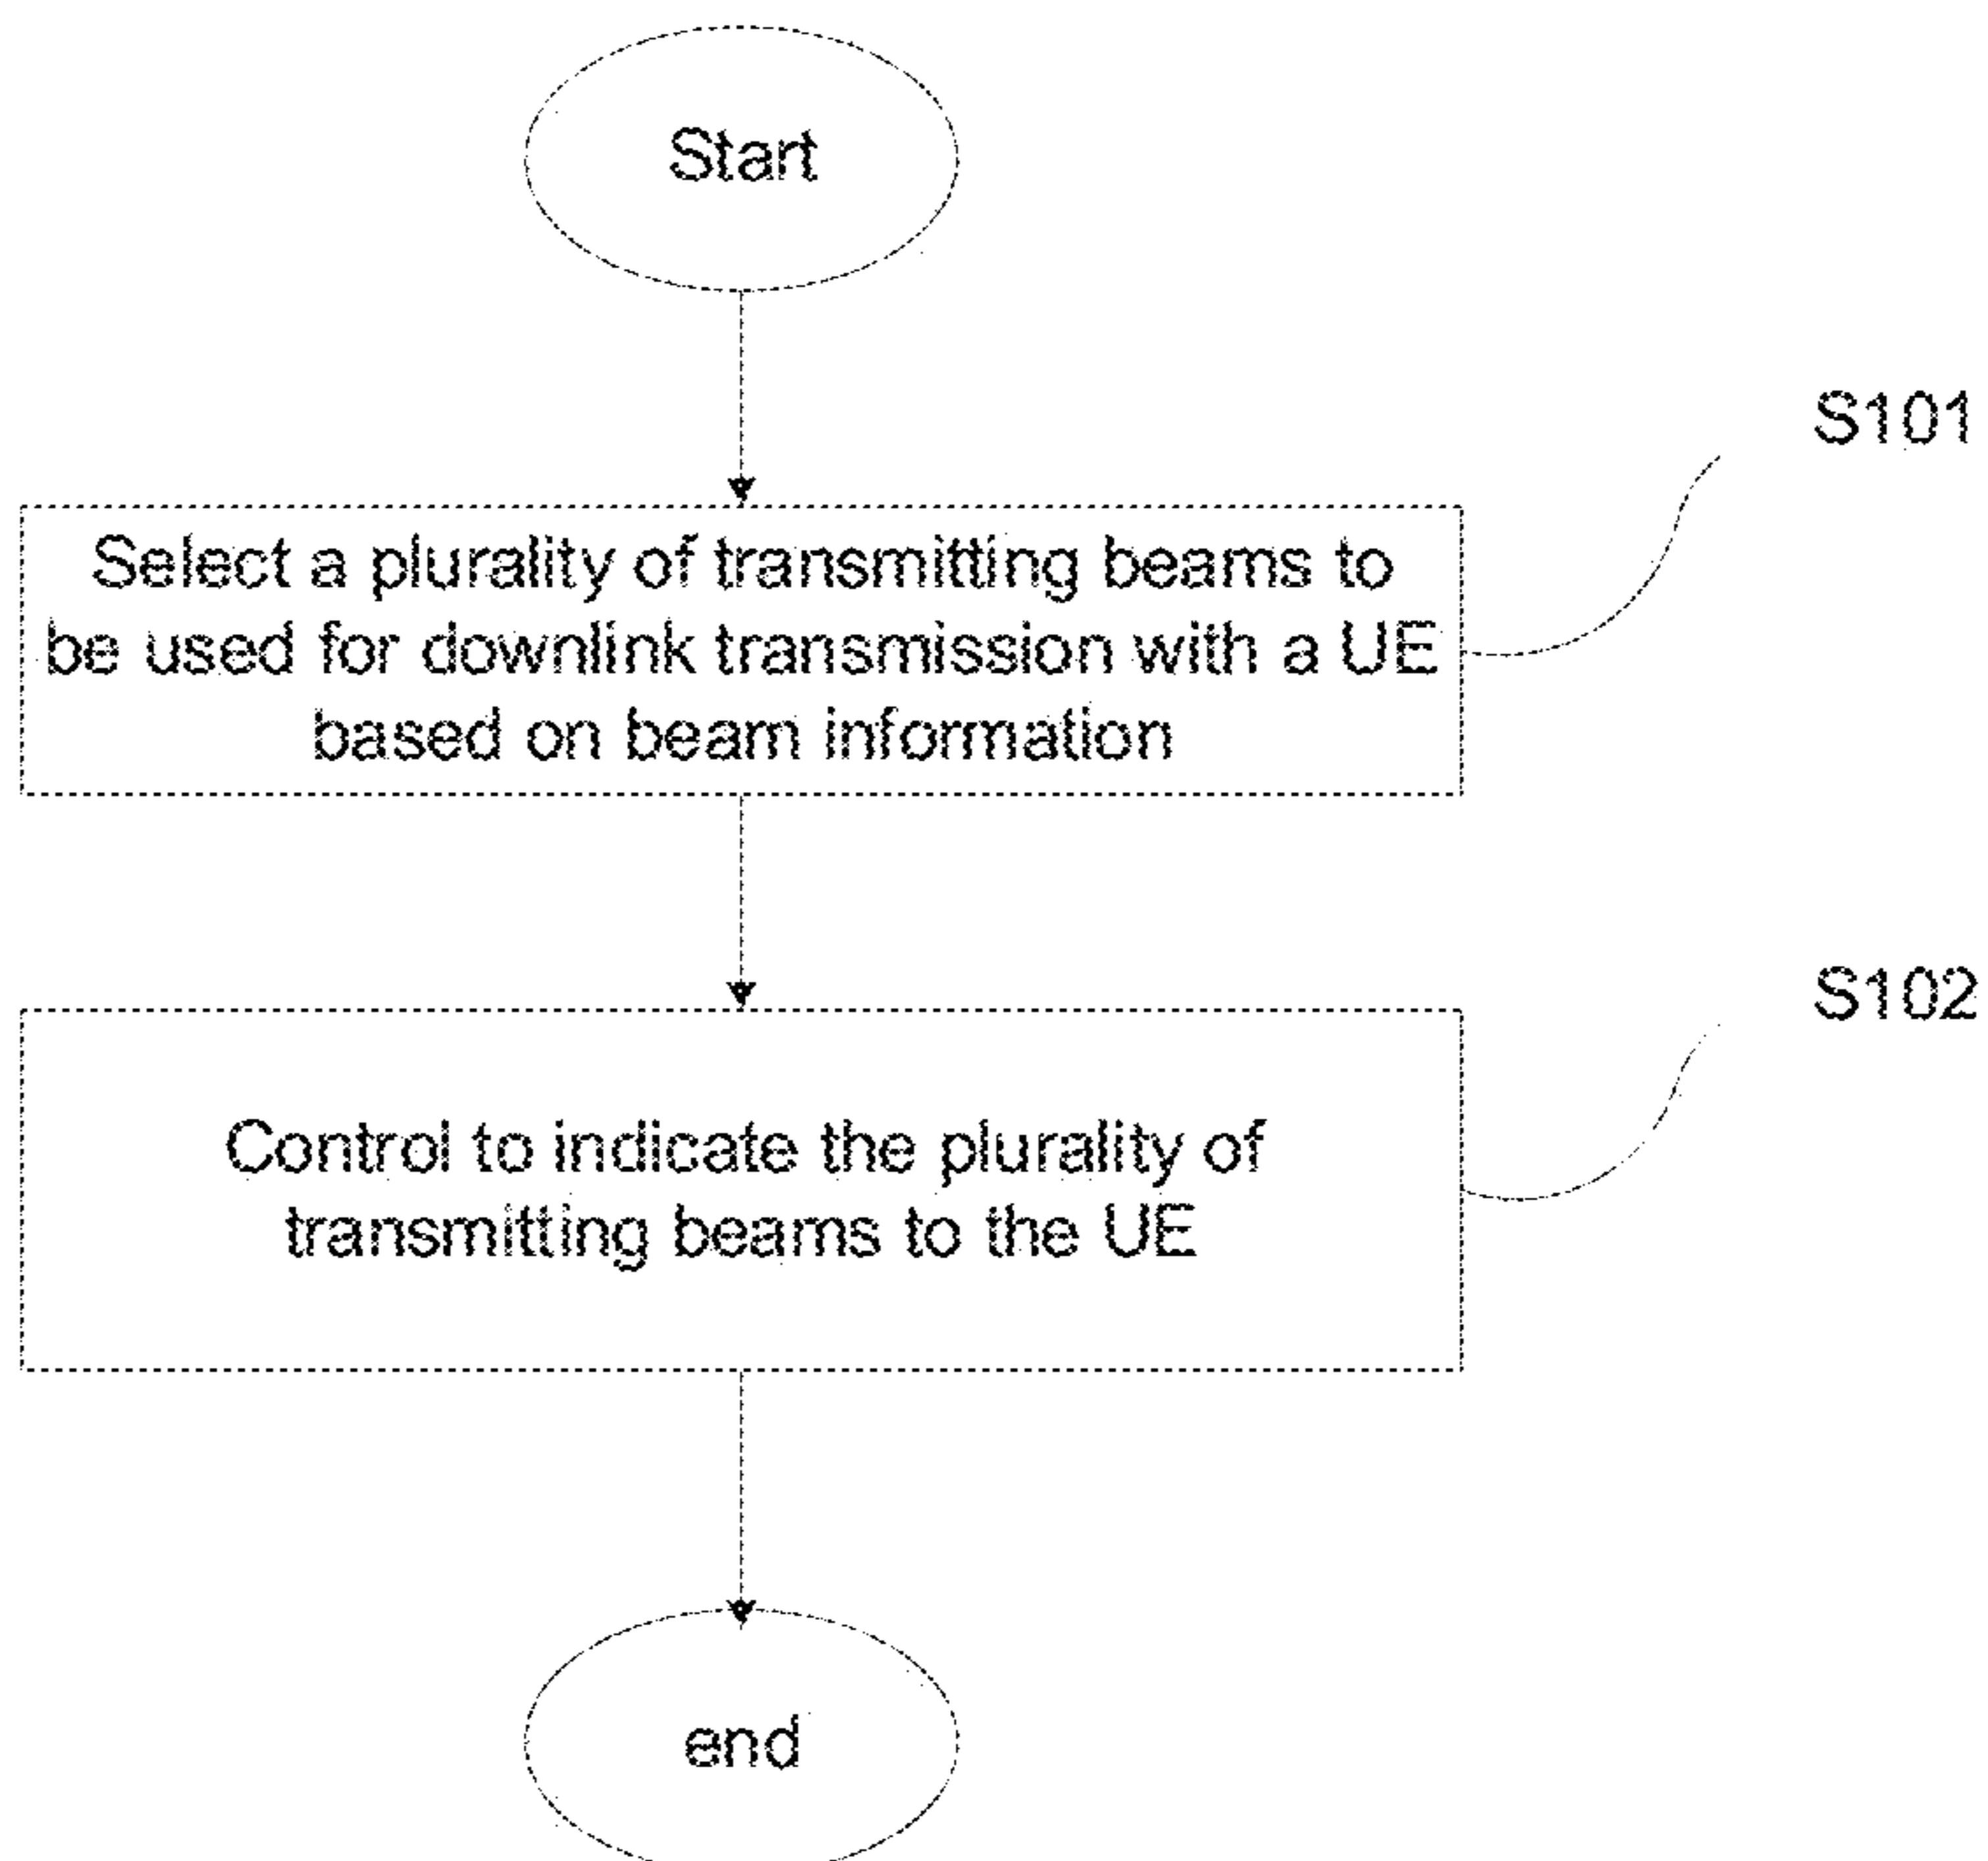 Start
S101
Select a plurality of transmitting beams to
be used for downlink transmission with a UE
based on beam information
S102
Control to indicate the plurality of
transmitting beams to the UE
end